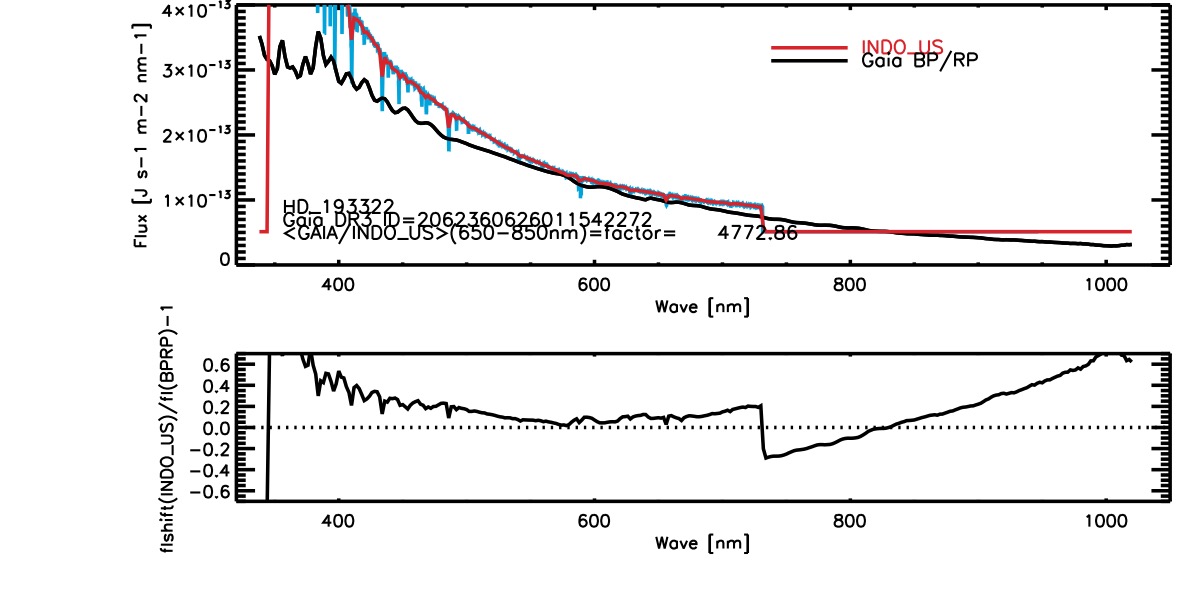 4×10−13
3×10−13
2×10−13
1×10−13
0
Flux [J s−1 m−2 nm−1]
INDO_US
Gaia BP/RP
HD_193322
Gaia DR3 ID=2062360626011542272
<GAIA/INDO_US>(650−850nm)=factor= 4772.86
400 600 800 1000
Wave [nm]
flshift(INDO_US)/fl(BPRP)−1
0.6
0.4
0.2
0.0
−0.2
−0.4
−0.6
400 600 800 1000
Wave [nm]